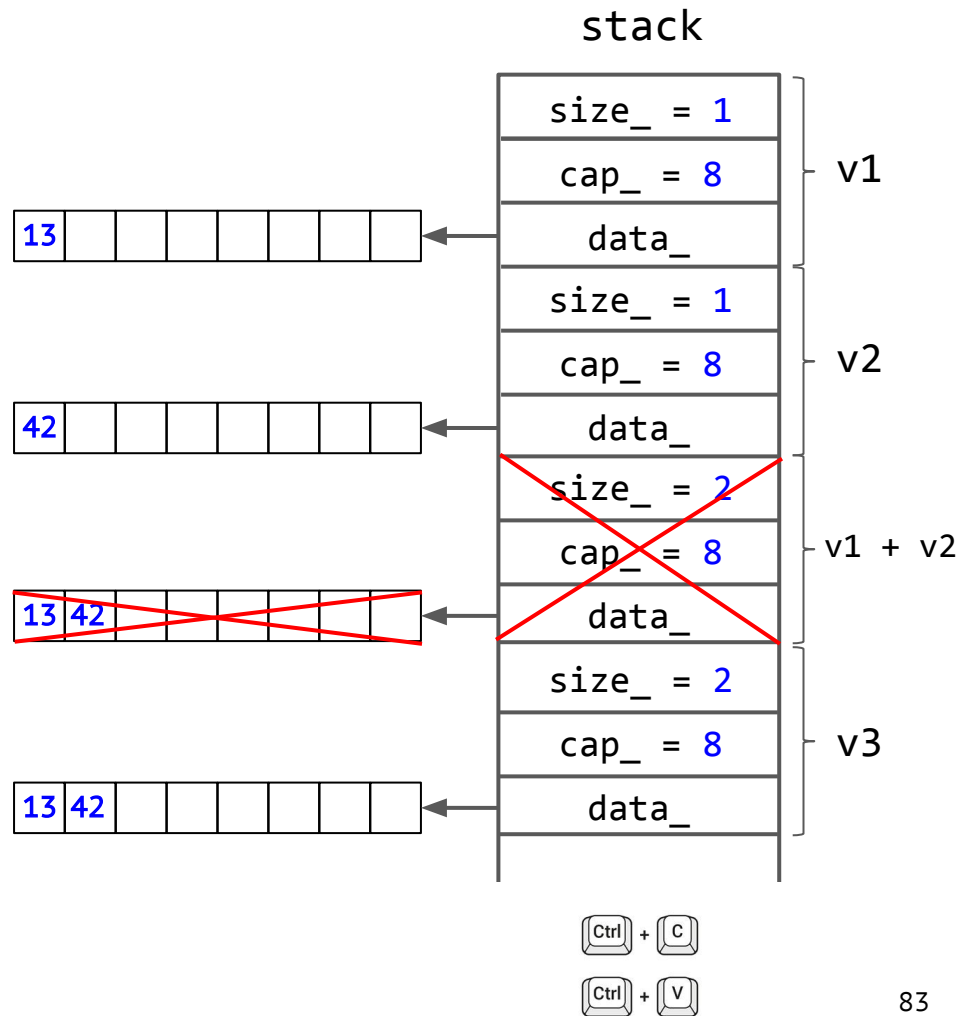 stack
size_ = 1
cap_ = 8
v1
13
data_
size_ = 1
cap_ = 8
v2
42
data_
size_ = 2
cap_ = 8
v1 + v2
13 42
data_
size_ = 2
cap_ = 8
v3
13 42
data_
Ctrl + C
Ctrl + V
83